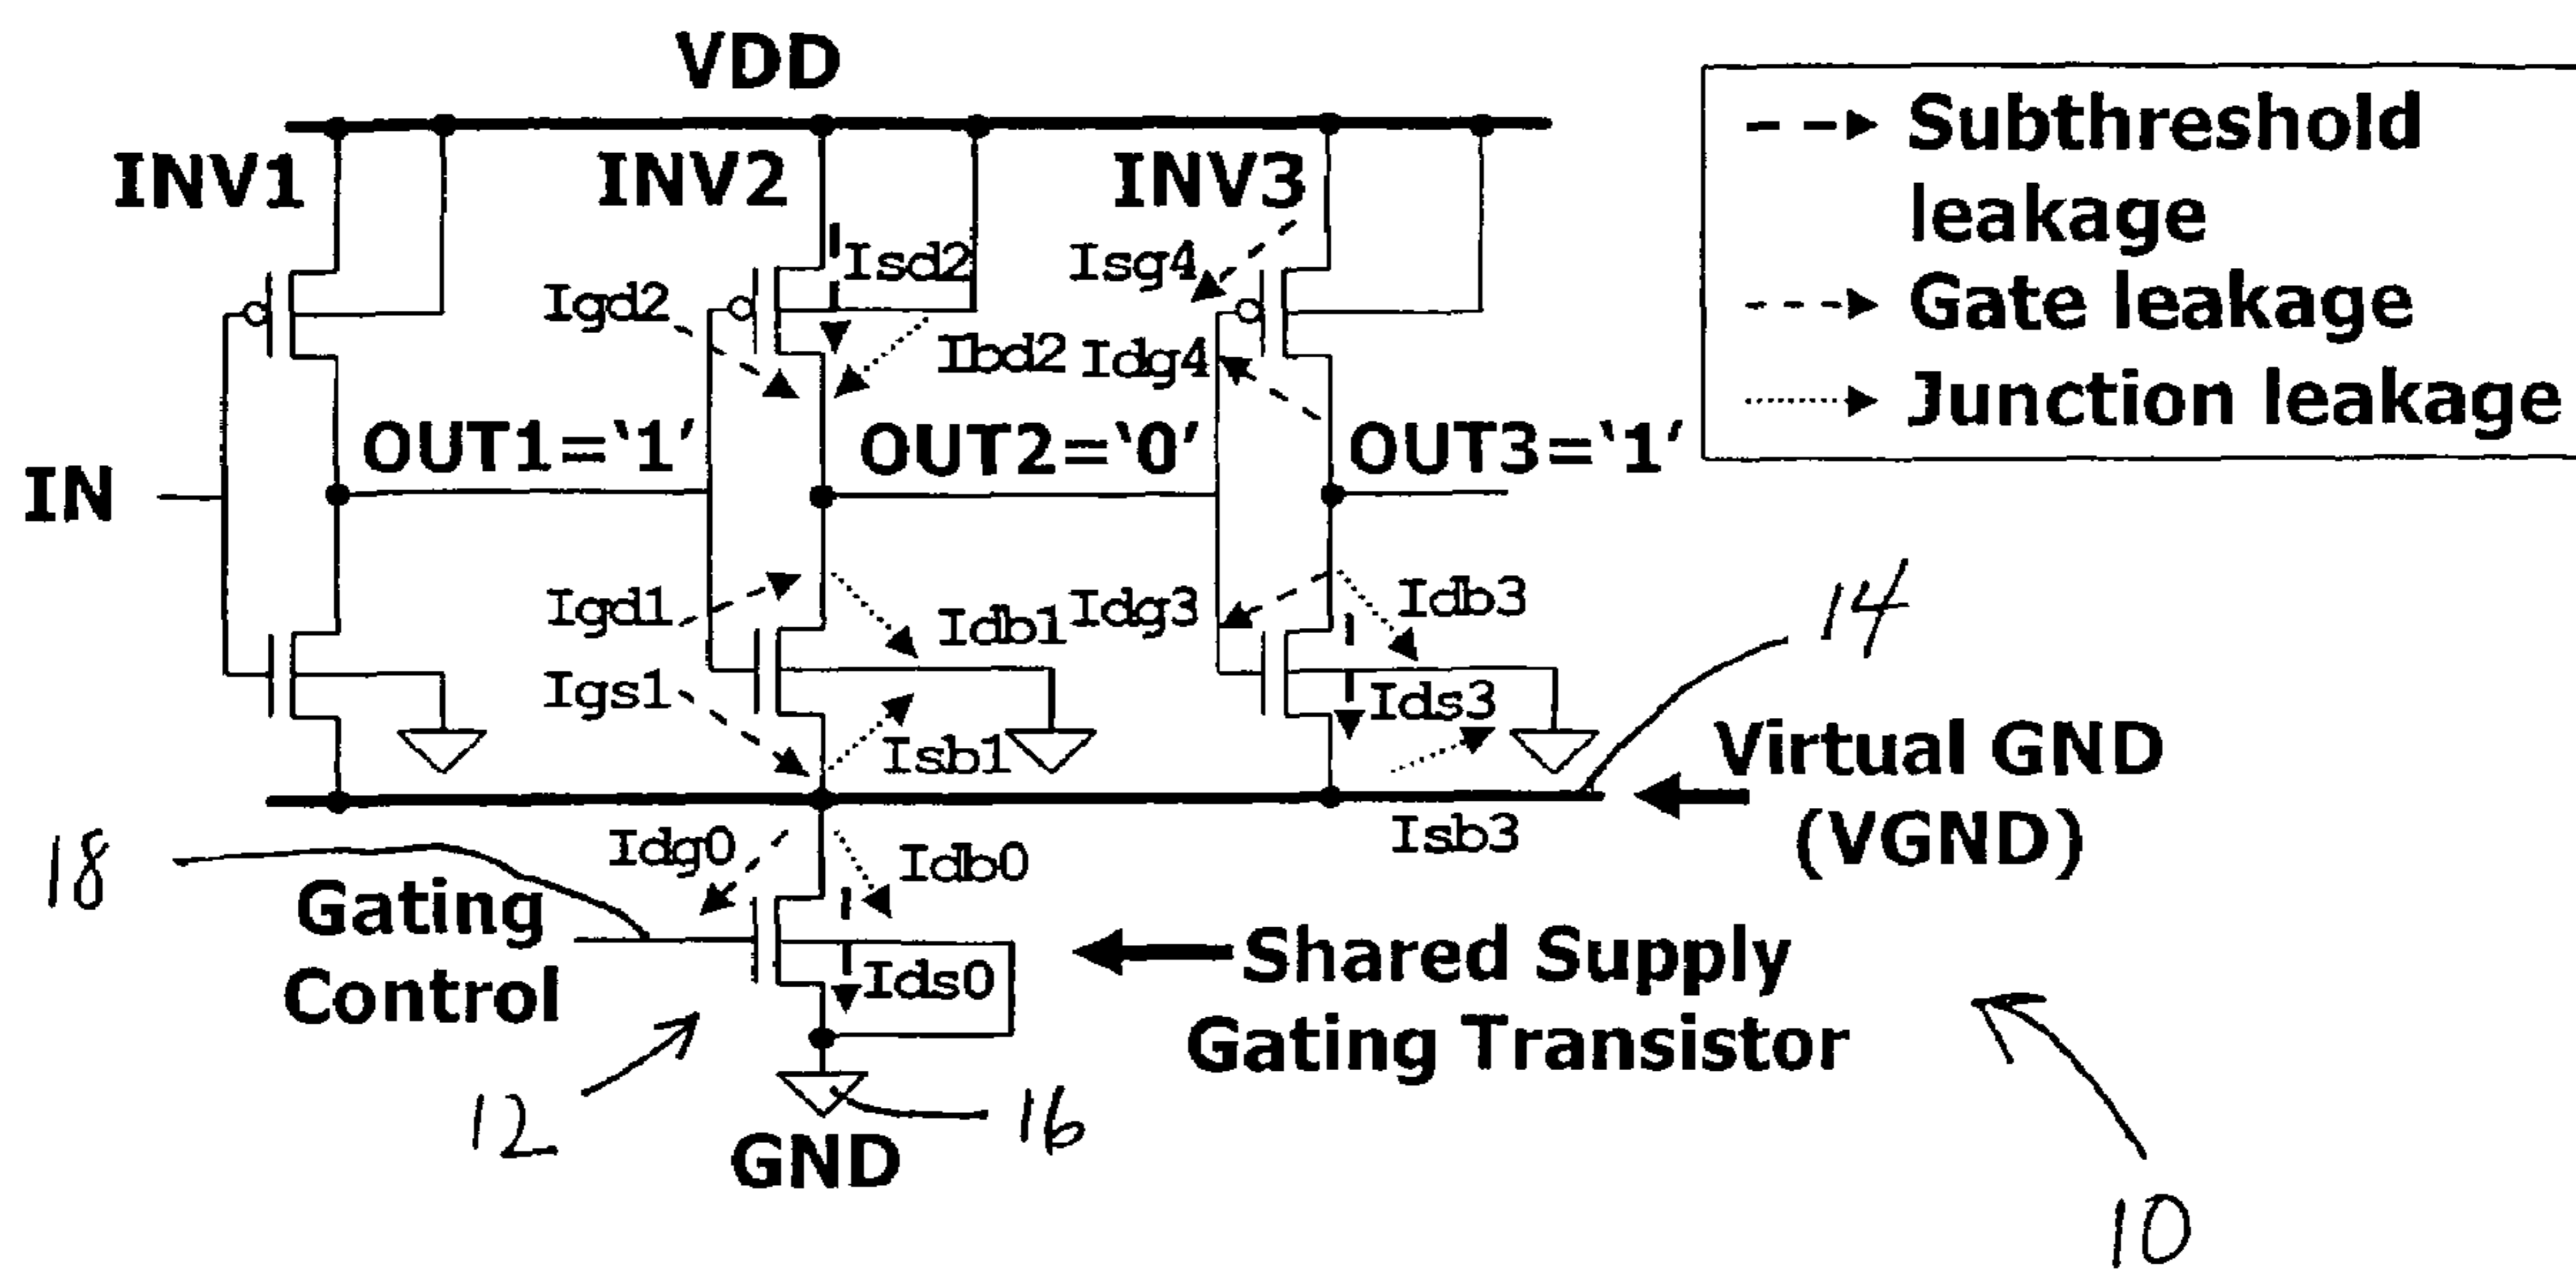 VDD
INV1
INV2
INV3
Subthreshold
leakage
Gate leakage
Junction leakage
Isd2
Isg4
Igd2
Ibd2
Idg4
IN
OUT1=‘1’
OUT2=‘0’
OUT3=‘1’
Igd1
Idb1
Idg3
Idb3
14
Igs1
Isb1
Ids3
Virtual GND
(VGND)
18
Idg0
Idb0
Isb3
Gating
Control
Ids0
Shared Supply
Gating Transistor
12
16
GND
10